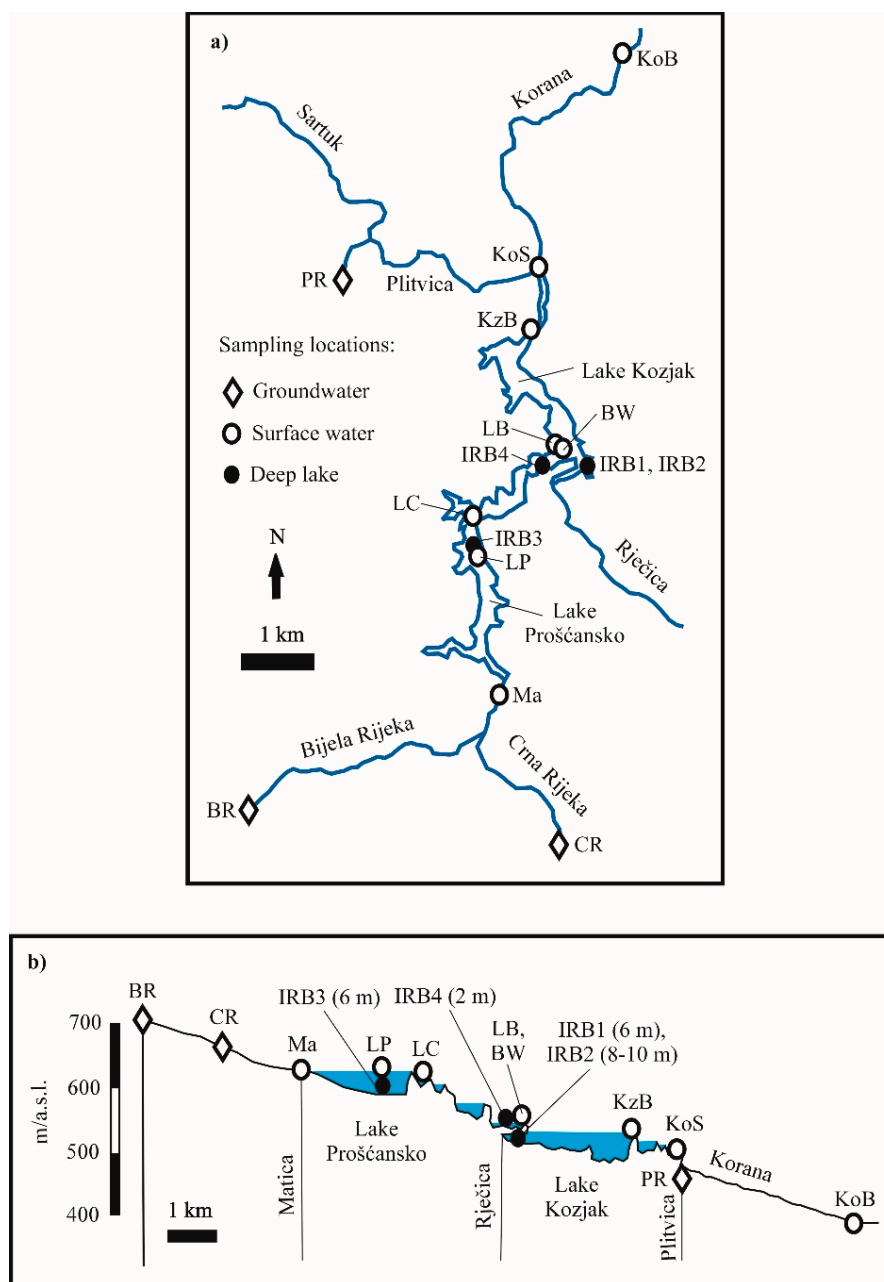 a)
KoB
Korana
Sartuk
KoS
PR
Plitvica
KzB
Sampling locations:
Lake Kozjak
Groundwater
BW
LB
Surface water
IRB4
IRB1, IRB2
Deep lake
LC
IRB3
N
LP
Rječica
Lake
Prošćansko
1 km
Ma
Bijela Rijeka
Crna Rijeka
BR
CR
b)
BR
IRB3 (6 m)
IRB4 (2 m)
LB,
BW
IRB1 (6 m),
IRB2 (8-10 m)
700
CR
Ma
LP
LC
600
KzB
m/a.s.l.
KoS
500
Lake
Prošćansko
Matica
Rječica
Lake
Kozjak
PR
Plitvica
Korana
KoB
400
1 km